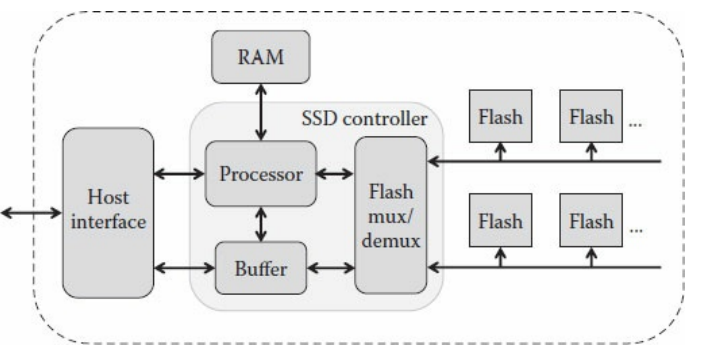 RAM
SSD controller
Flash
Flash
...
Processor
Host
interface
Flash
mux/
demux
Flash
Flash
...
Buffer